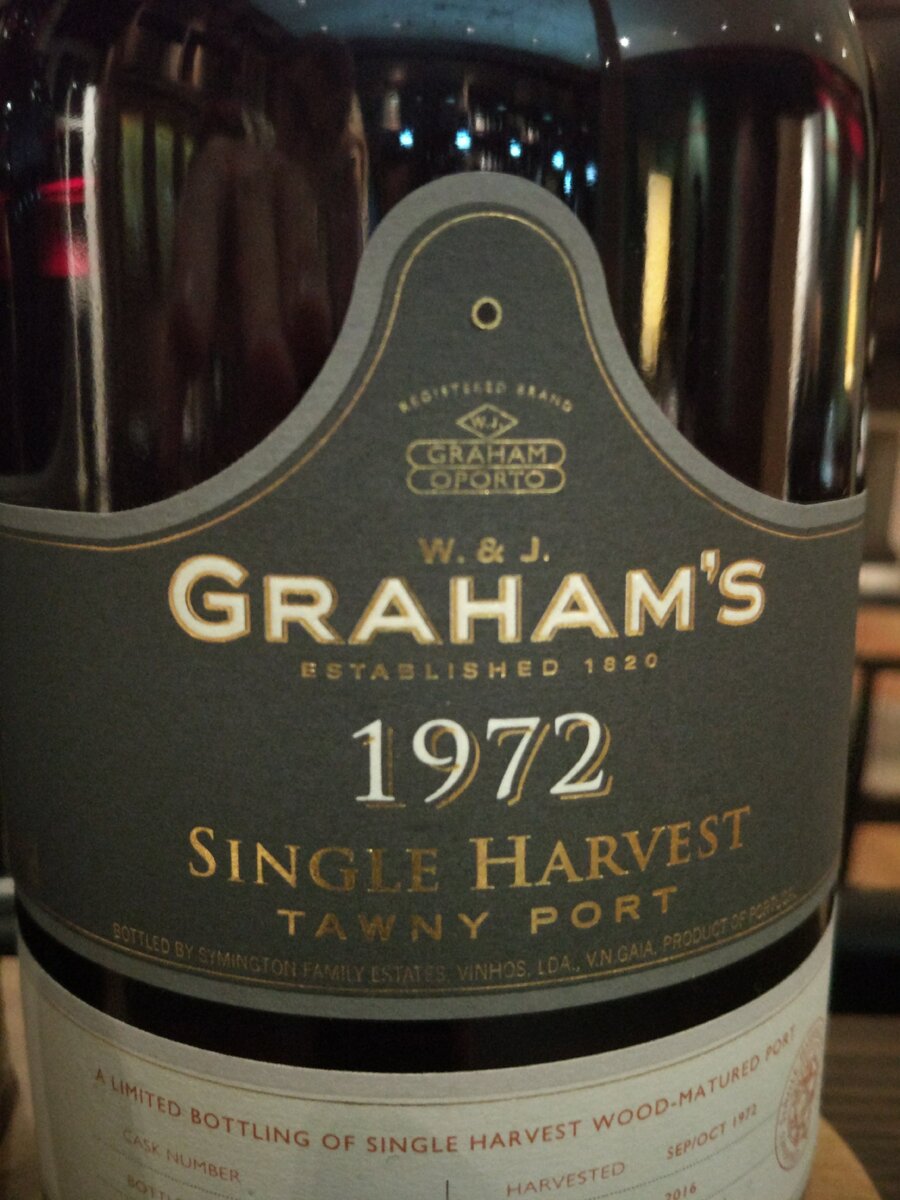 REGISTERED BRAND
W.J.
GRAHAM
OPORTO
W. & J.
GRAHAM'S
ESTABLISHED 1820
1972
SINGLE HARVEST
TAWNY PORT
BOTTLED BY SYMINGTON FAMILY ESTATES, VINHOS, LDA., V.N.GAIA, PRODUCT OF PORTUGAL
A LIMITED BOTTLING OF SINGLE HARVEST WOOD-MATURED PORT
CASK NUMBER
HARVESTED SEP/OCT 1972
2016